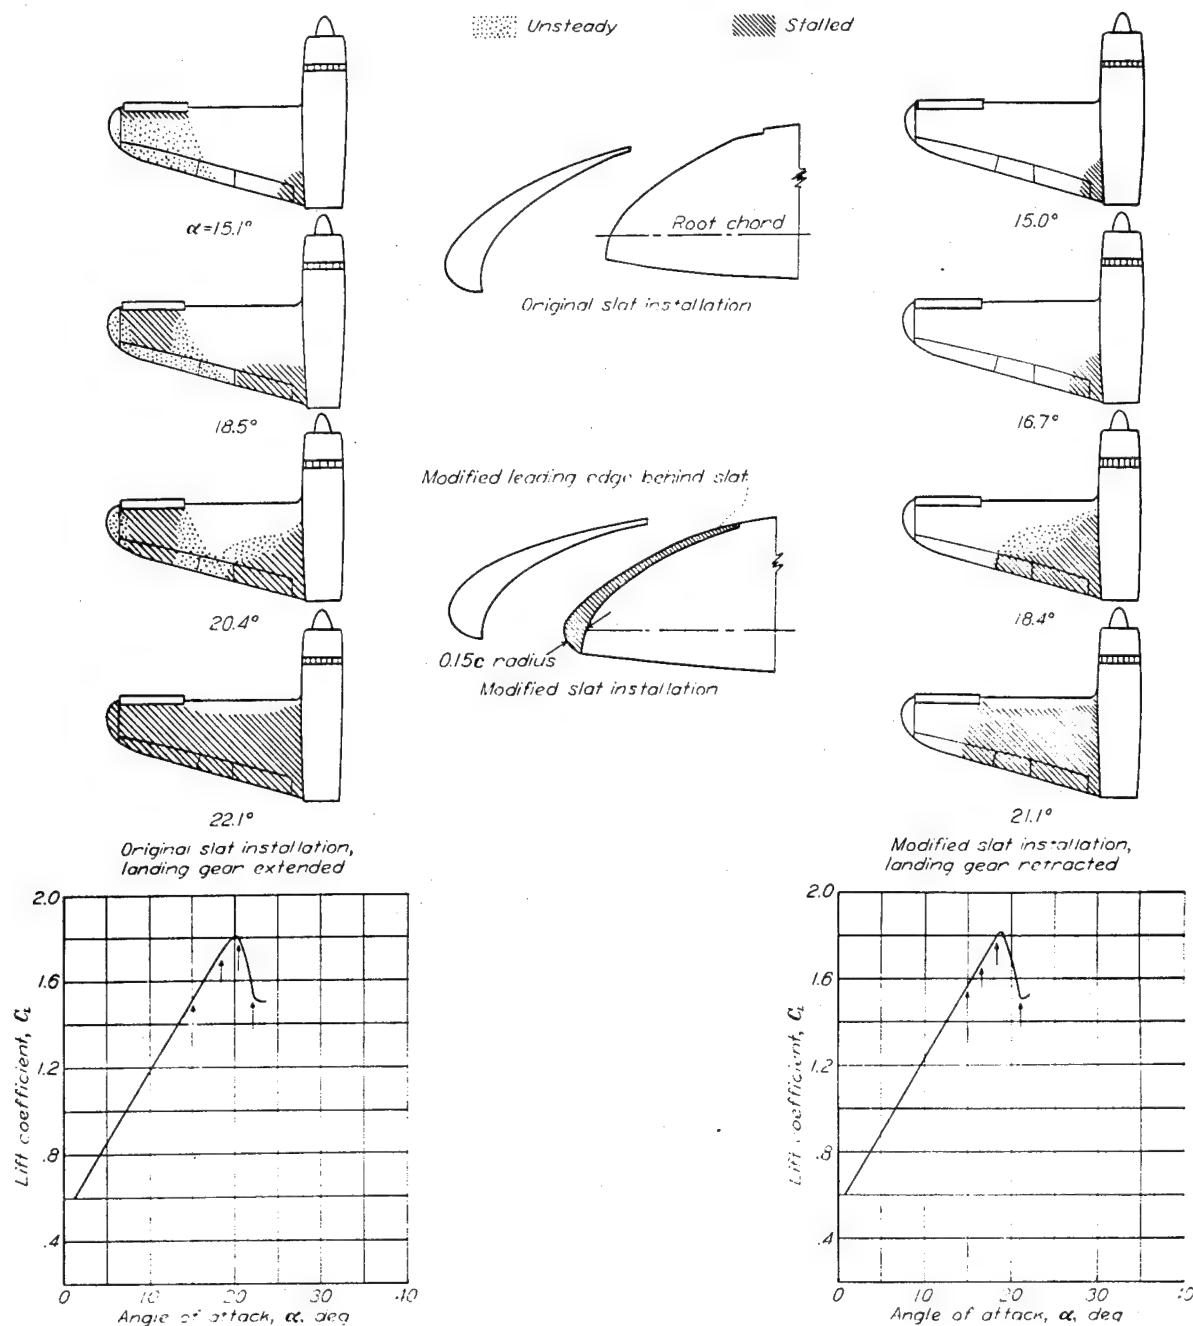 Unsteady
Stalled
α=15.1°
18.5°
20.4°
22.1°
Original slat installation,
landing gear extended
Root chord
Original slat installation
Modified leading edge behind slat
0.15c radius
Modified slat installation
15.0°
16.7°
18.4°
21.1°
Modified slat installation,
landing gear retracted
2.0
1.6
1.2
.8
.4
0
10
20
30
40
Lift coefficient, C_L
Angle of attack, α, deg
2.0
1.6
1.2
.8
.4
0
10
20
30
Lift coefficient, C_L
Angle of attack, α, deg